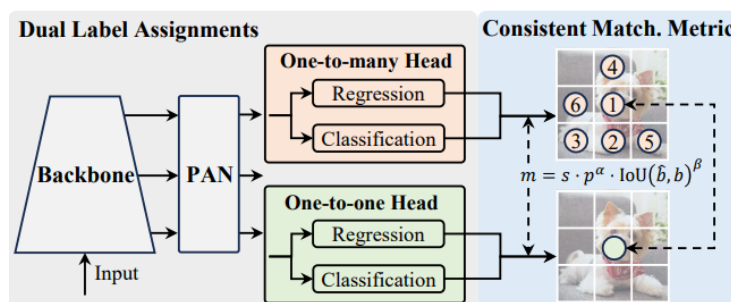 Dual Label Assignments
Consistent Match. Metric
One-to-many Head
Regression
Classification
Backbone
PAN
Input
One-to-one Head
Regression
Classification
4
6
1
3
2
5
m = s · p^α · IoU(b̂, b)^β